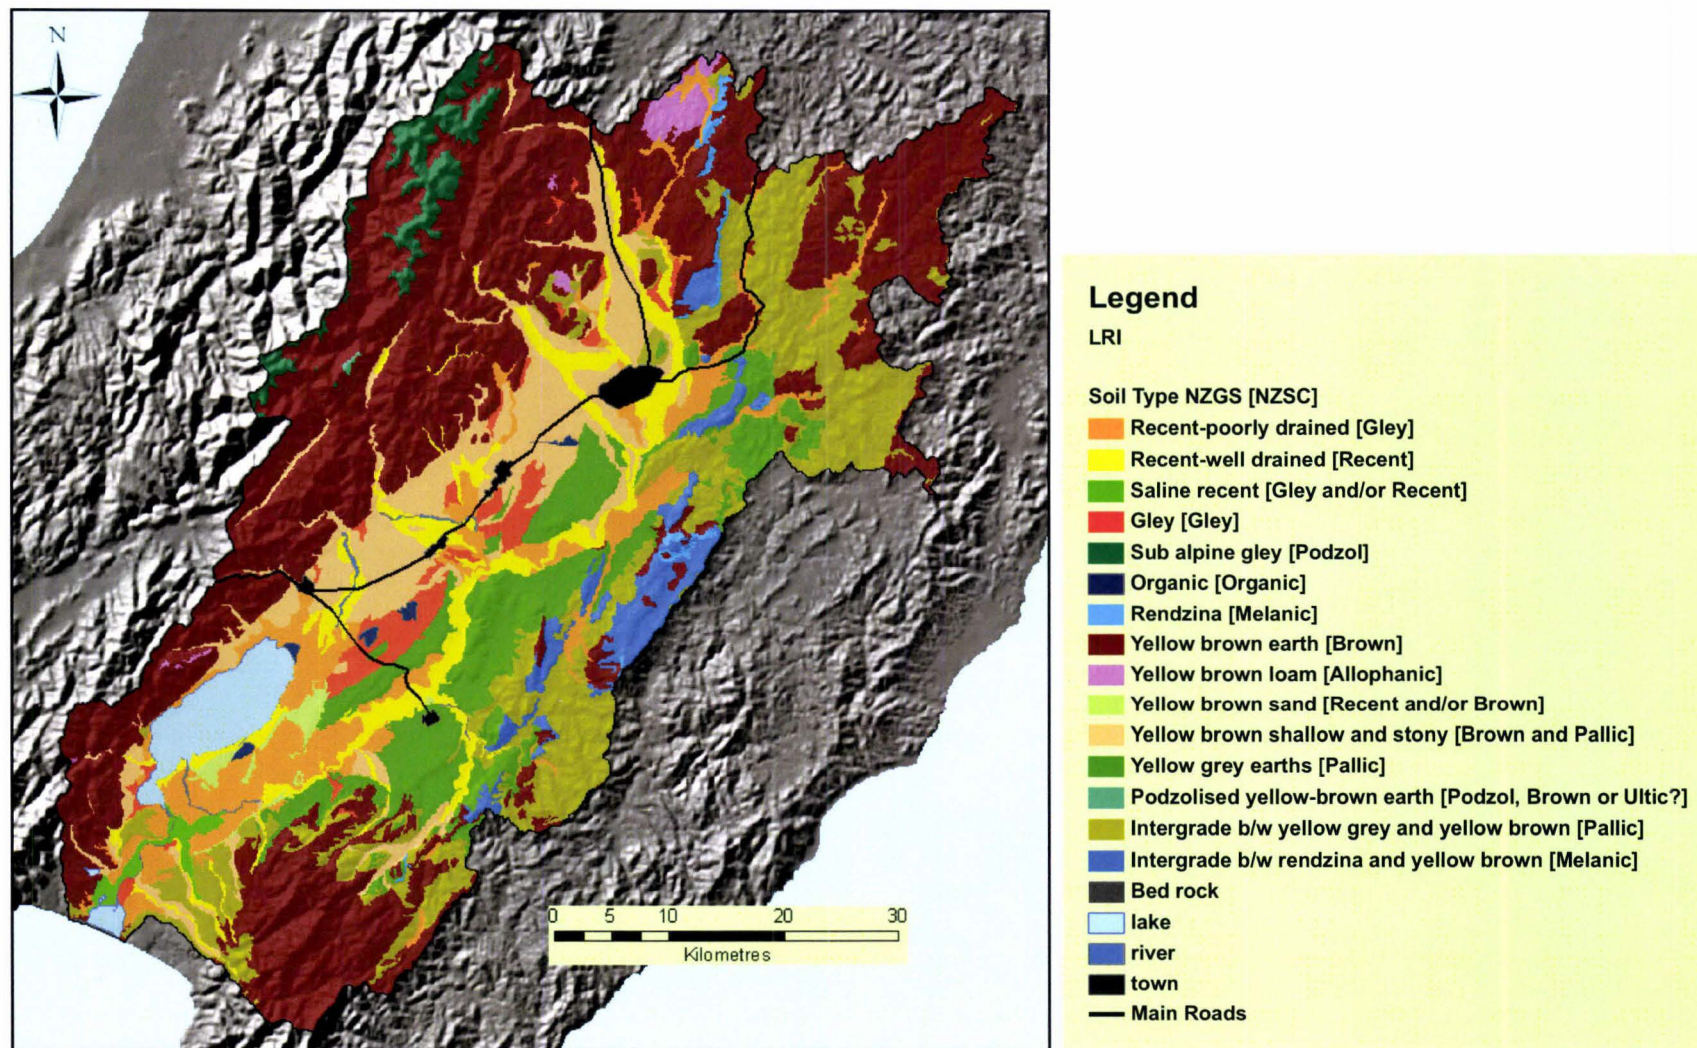 N
0 5 10 20 30
Kilometres
Legend
LRI
Soil Type NZGS [NZSC]
Recent-poorly drained [Gley]
Recent-well drained [Recent]
Saline recent [Gley and/or Recent]
Gley [Gley]
Sub alpine gley [Podzol]
Organic [Organic]
Rendzina [Melanic]
Yellow brown earth [Brown]
Yellow brown loam [Allophanic]
Yellow brown sand [Recent and/or Brown]
Yellow brown shallow and stony [Brown and Pallic]
Yellow grey earths [Pallic]
Podzolised yellow-brown earth [Podzol, Brown or Ultic?]
Intergrade b/w yellow grey and yellow brown [Pallic]
Intergrade b/w rendzina and yellow brown [Melanic]
Bed rock
lake
river
town
Main Roads